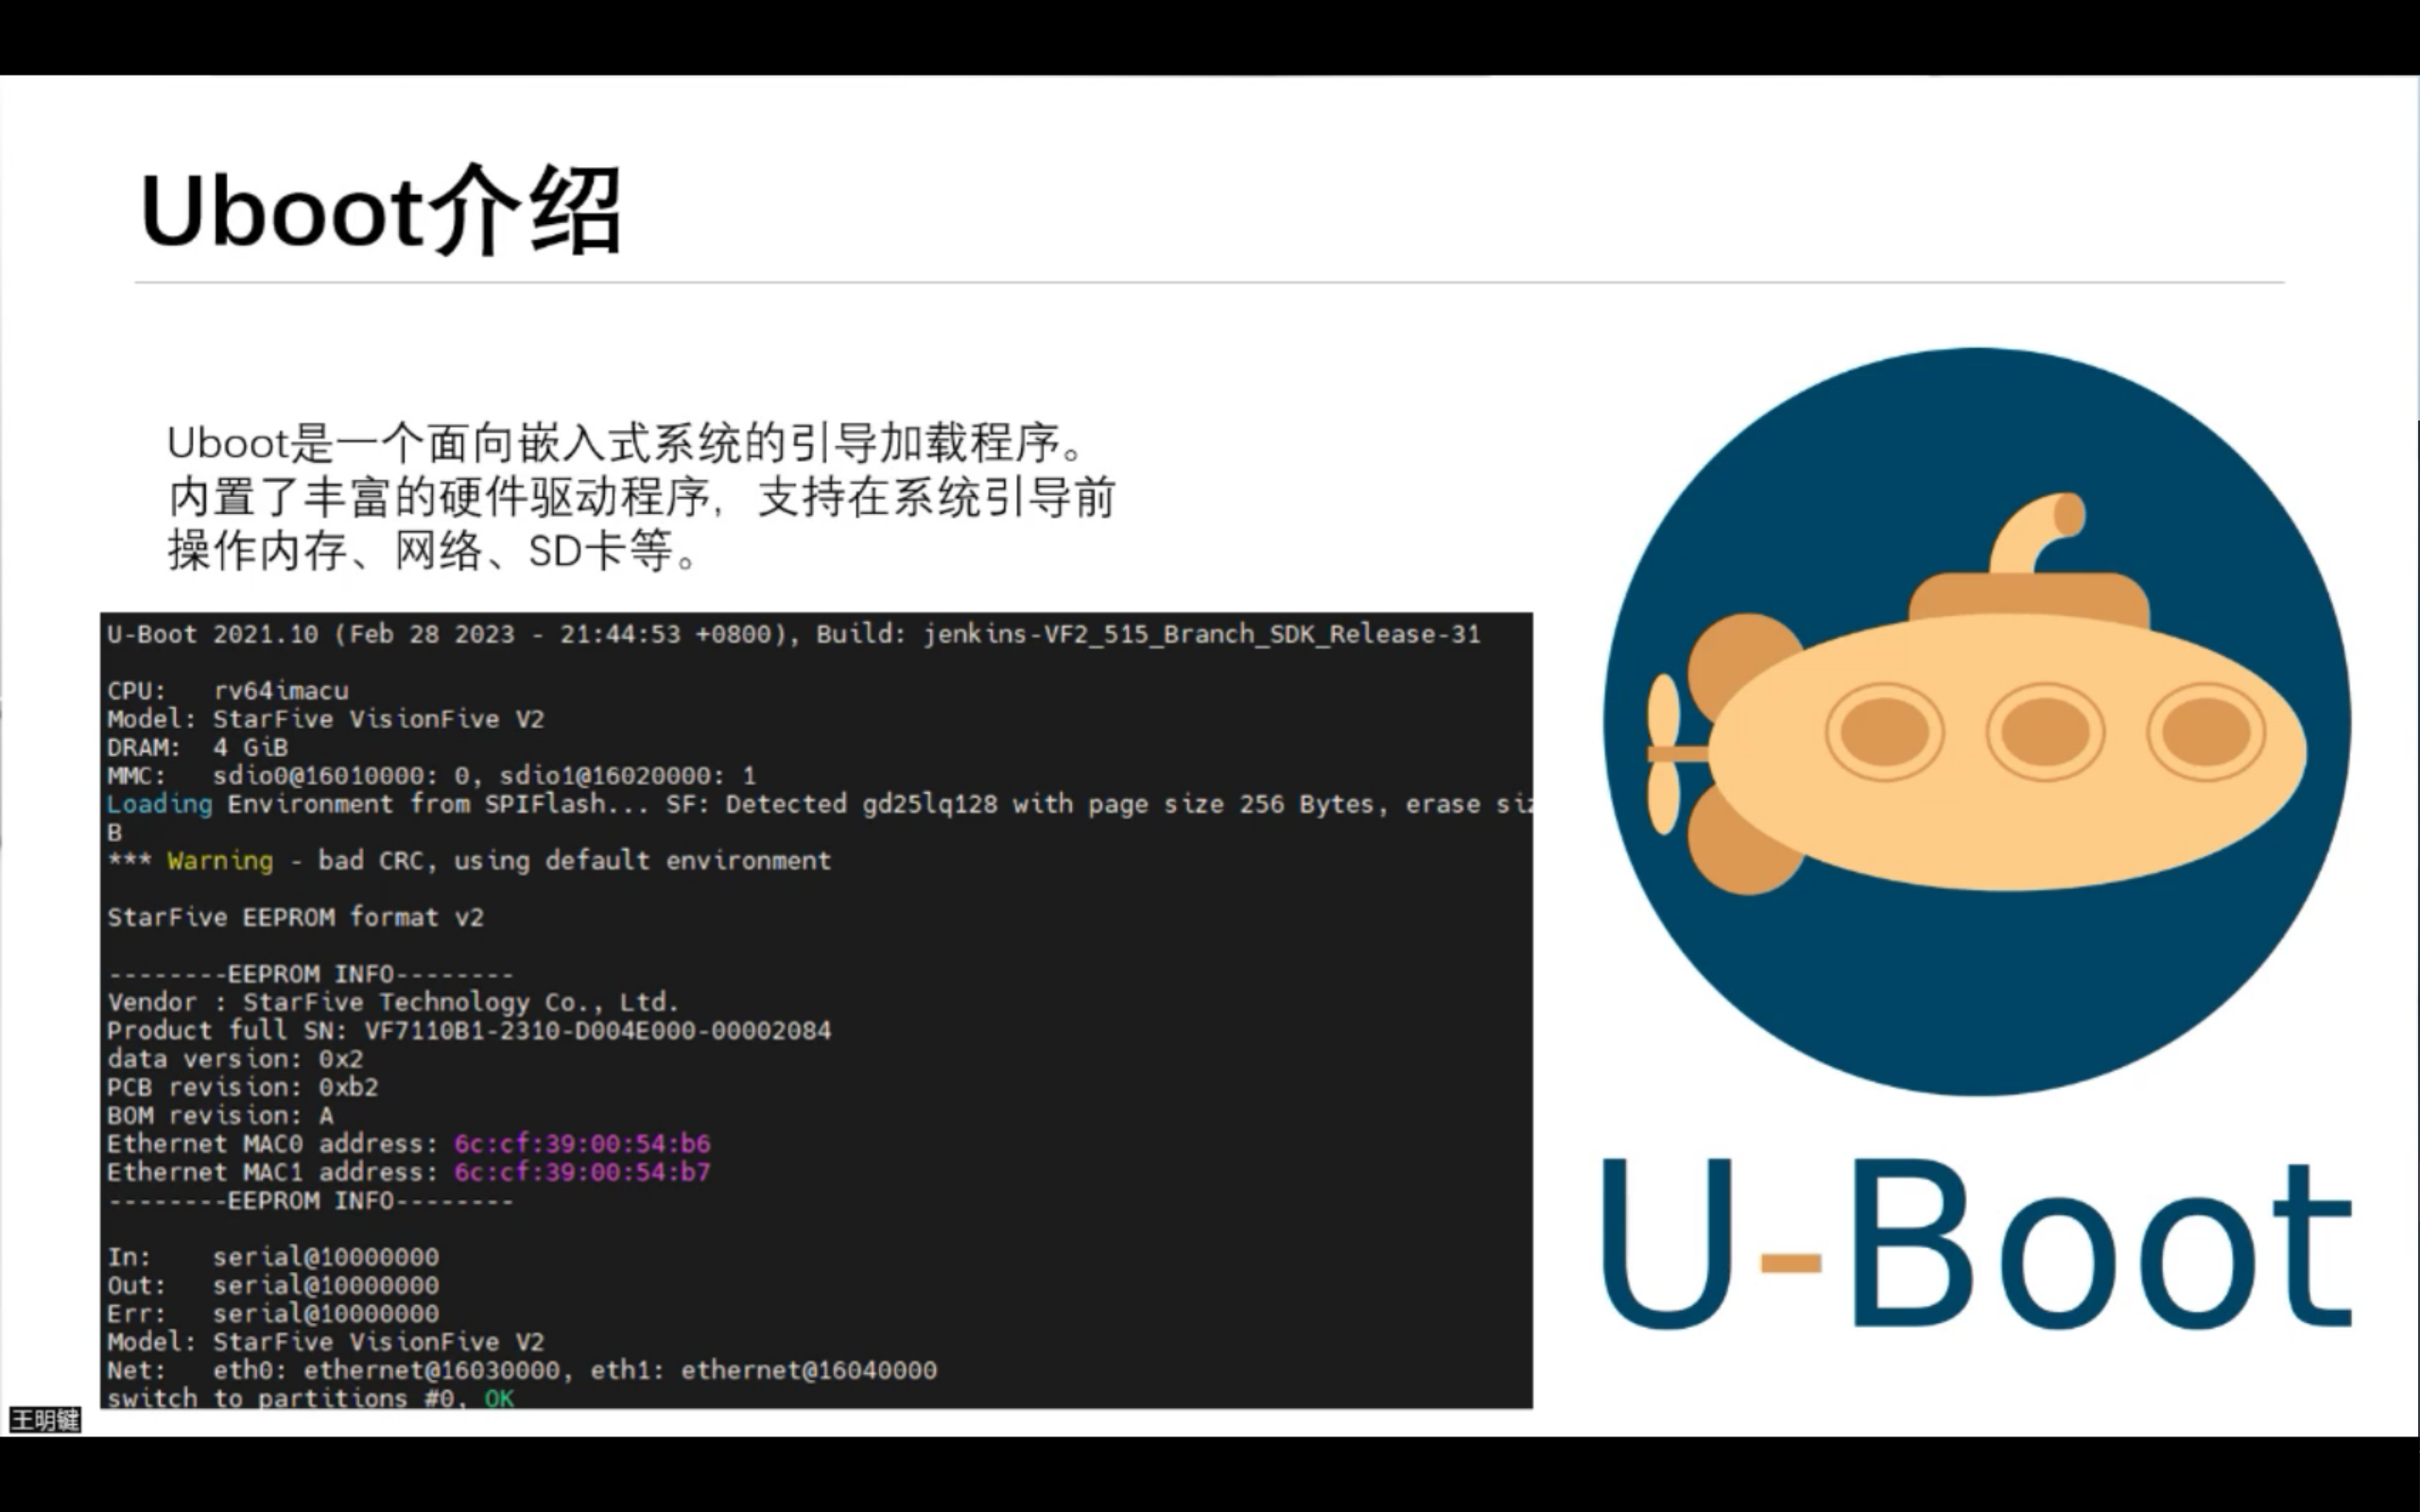 Uboot介绍
Uboot是一个面向嵌入式系统的引导加载程序。
内置了丰富的硬件驱动程序，支持在系统引导前
操作内存、网络、SD卡等。
U-Boot 2021.10 (Feb 28 2023 - 21:44:53 +0800), Build: jenkins-VF2_515_Branch_SDK_Release-31
CPU:   rv64imacu
Model: StarFive VisionFive V2
DRAM:  4 GiB
MMC:   sdio0@16010000: 0, sdio1@16020000: 1
Loading Environment from SPIFlash... SF: Detected gd25lq128 with page size 256 Bytes, erase siz
B
*** Warning - bad CRC, using default environment
StarFive EEPROM format v2
--------EEPROM INFO--------
Vendor : StarFive Technology Co., Ltd.
Product full SN: VF7110B1-2310-D004E000-00002084
data version: 0x2
PCB revision: 0xb2
BOM revision: A
Ethernet MAC0 address: 6c:cf:39:00:54:b6
Ethernet MAC1 address: 6c:cf:39:00:54:b7
--------EEPROM INFO--------
In:    serial@10000000
Out:   serial@10000000
Err:   serial@10000000
Model: StarFive VisionFive V2
Net:   eth0: ethernet@16030000, eth1: ethernet@16040000
switch to partitions #0, OK
U-Boot
王明键